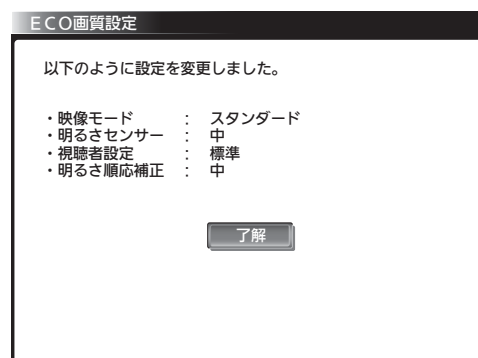 ECO画質設定
以下のように設定を変更しました。
・映像モード : スタンダード
・明るさセンサー : 中
・視聴者設定 : 標準
・明るさ順応補正 : 中
了解